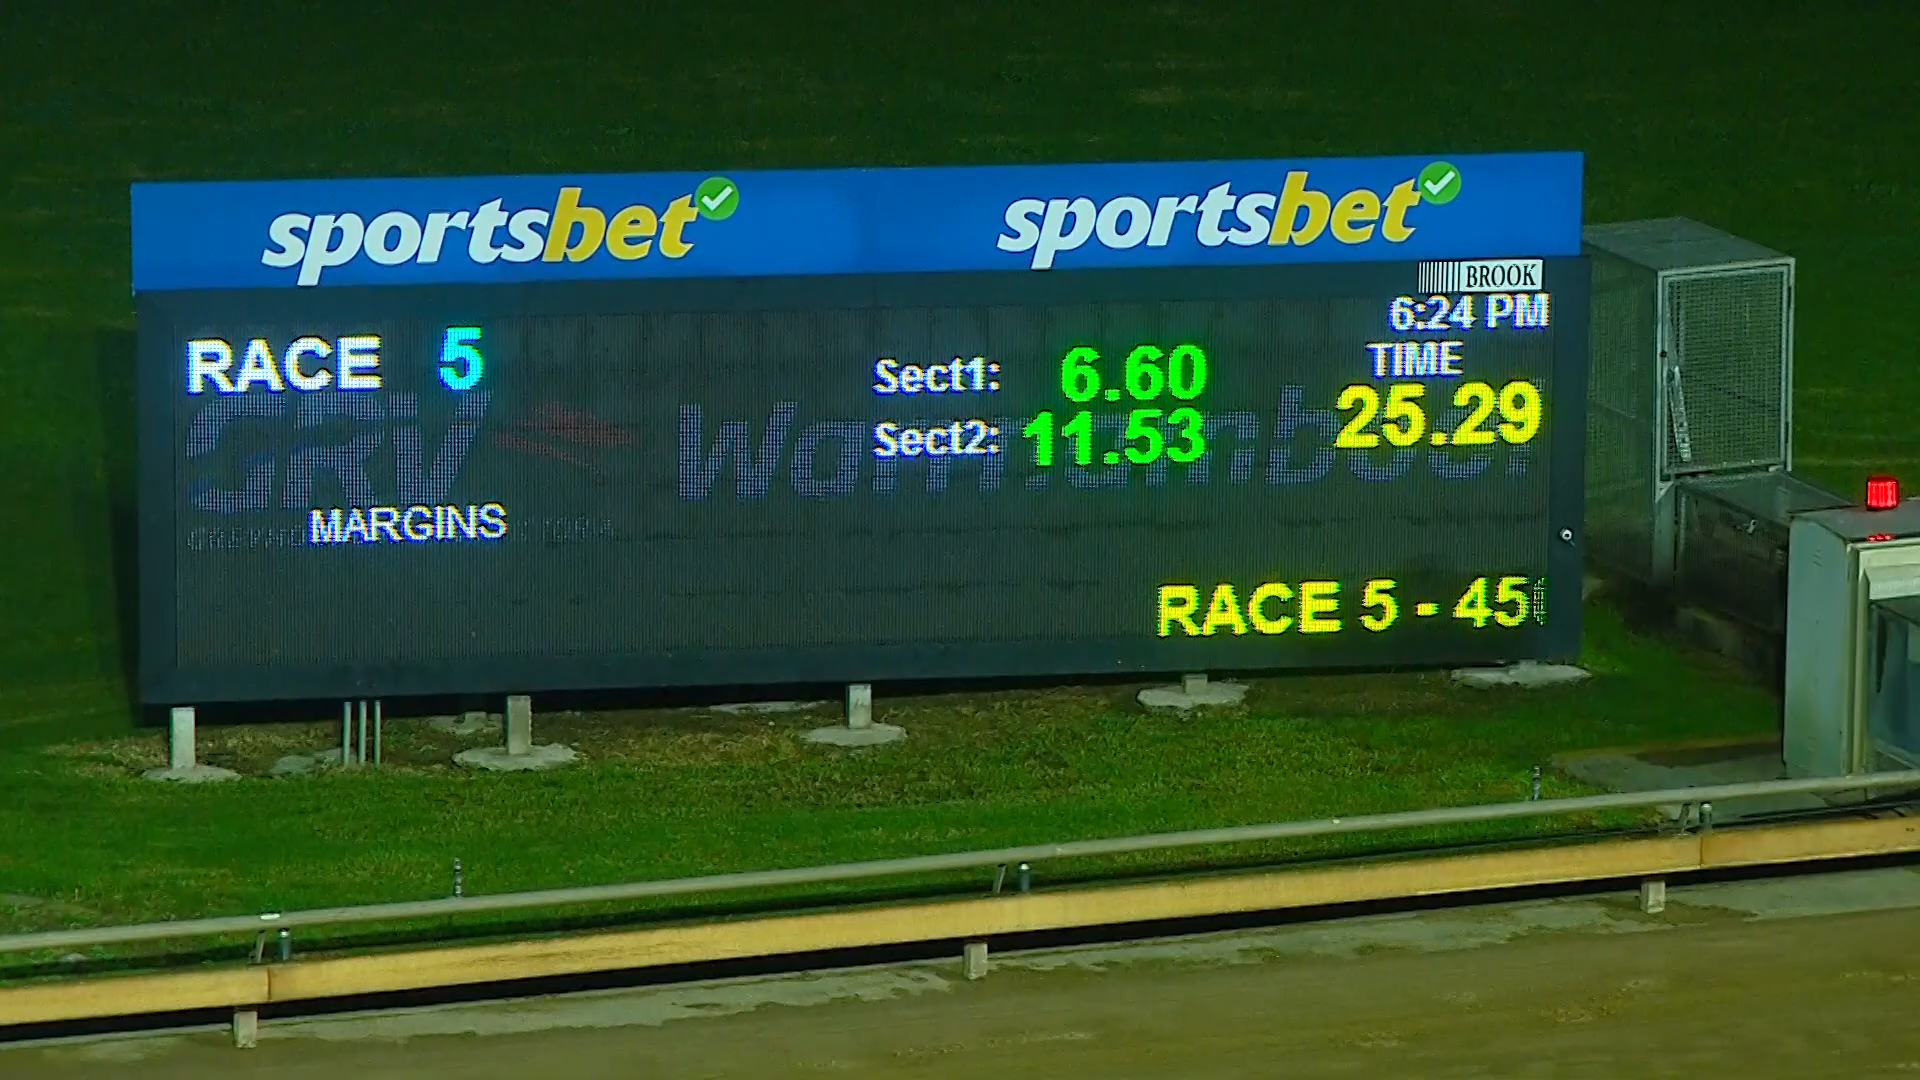 sportsbet sportsbet
BROOK
6:24 PM
RACE 5
Sect1: 6.60
TIME
25.29
Sect2: 11.53
GRV
MARGINS
RACE 5 - 45